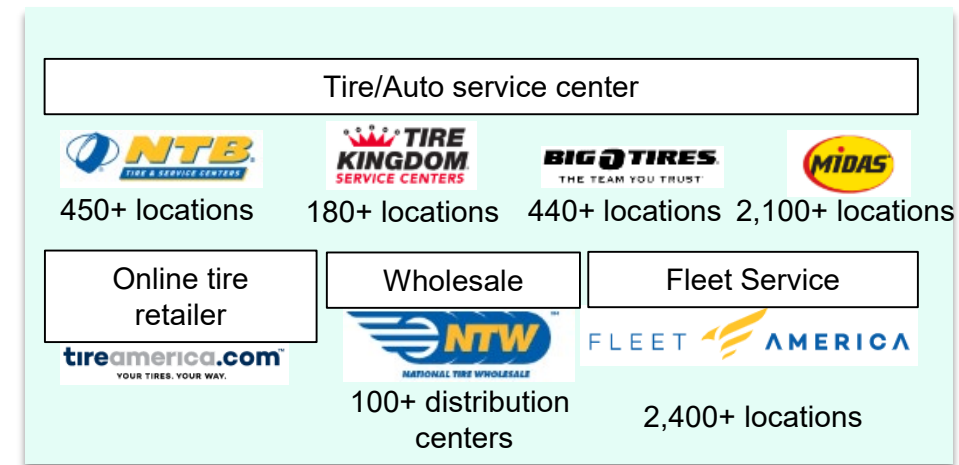 Tire/Auto service center
NTB.
TIRE & SERVICE CENTERS
TIRE
KINGDOM
SERVICE CENTERS
BIG O TIRES
THE TEAM YOU TRUST
MIDAS
450+ locations
180+ locations
440+ locations
2,100+ locations
Online tire
retailer
Wholesale
Fleet Service
tireamerica.com™
YOUR TIRES. YOUR WAY.
NTW
NATIONAL TIRE WHOLESALE
FLEET AMERICA
100+ distribution
centers
2,400+ locations